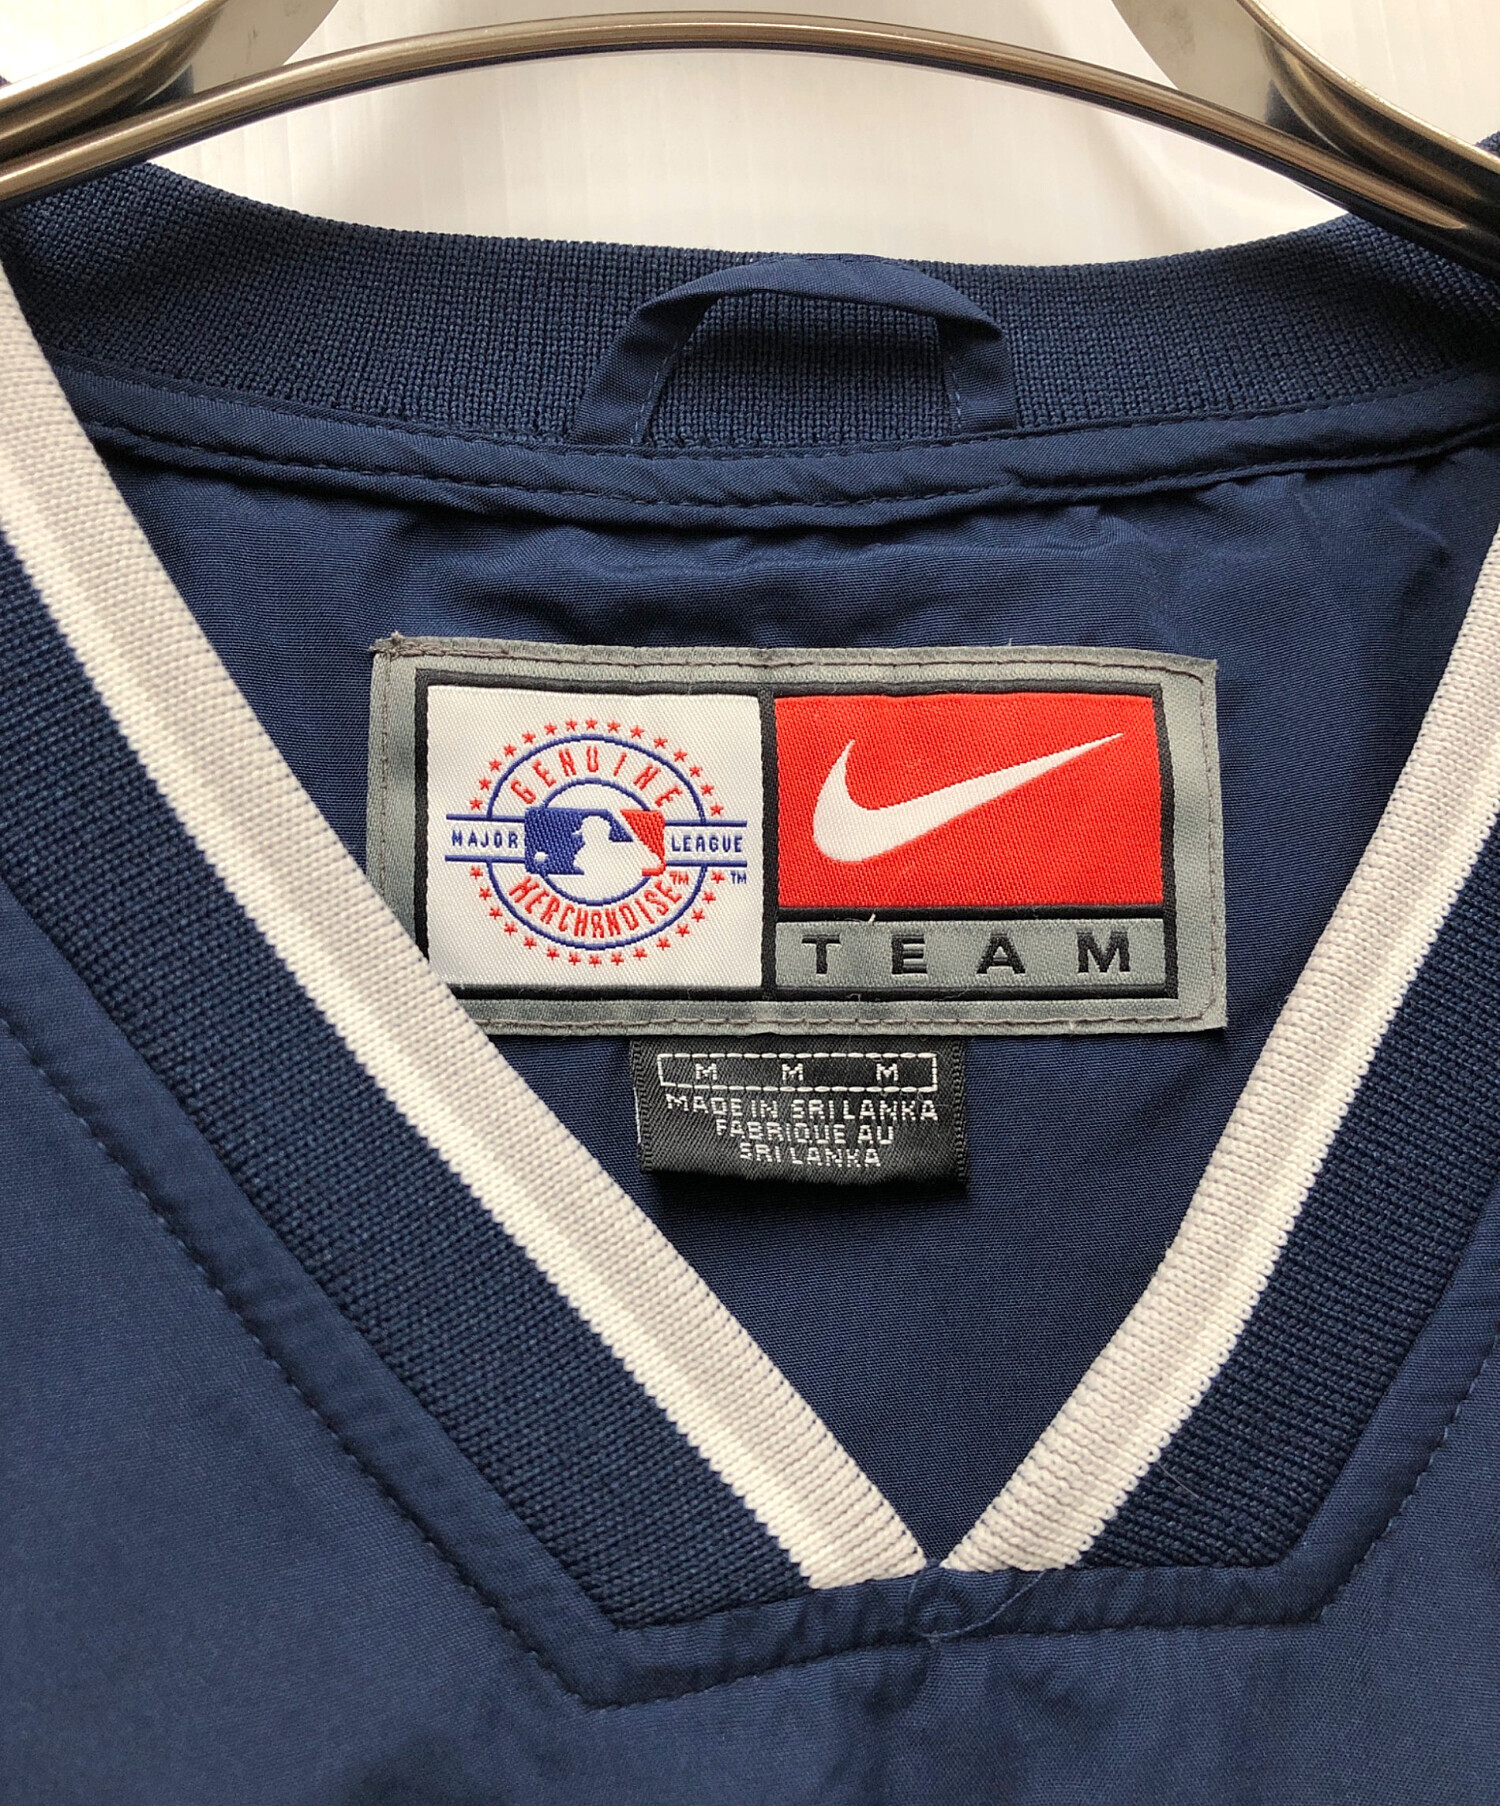 GENUINE
MAJOR LEAGUE
MERCHANDISE™ ™
TEAM
M M M
MADE IN SRI LANKA
FABRIQUE AU
SRI LANKA